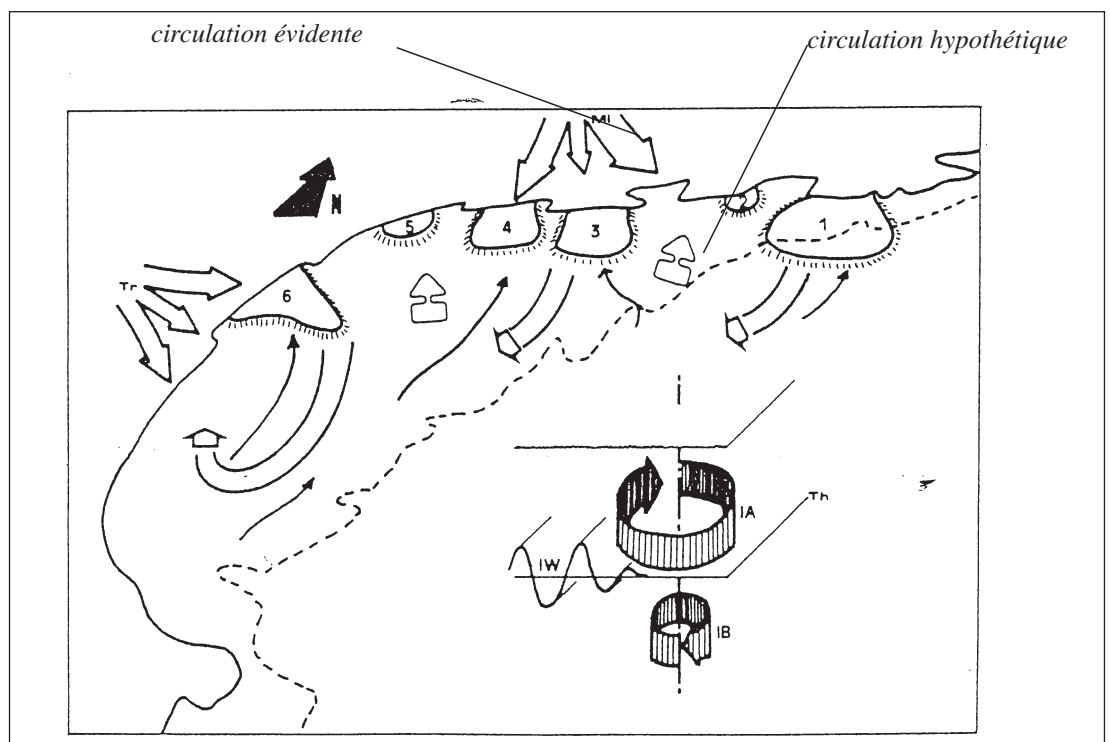 circulation évidente
circulation hypothétique
MI
N
Tr
5
4
3
2
1
6
IA
Th
IW
IB